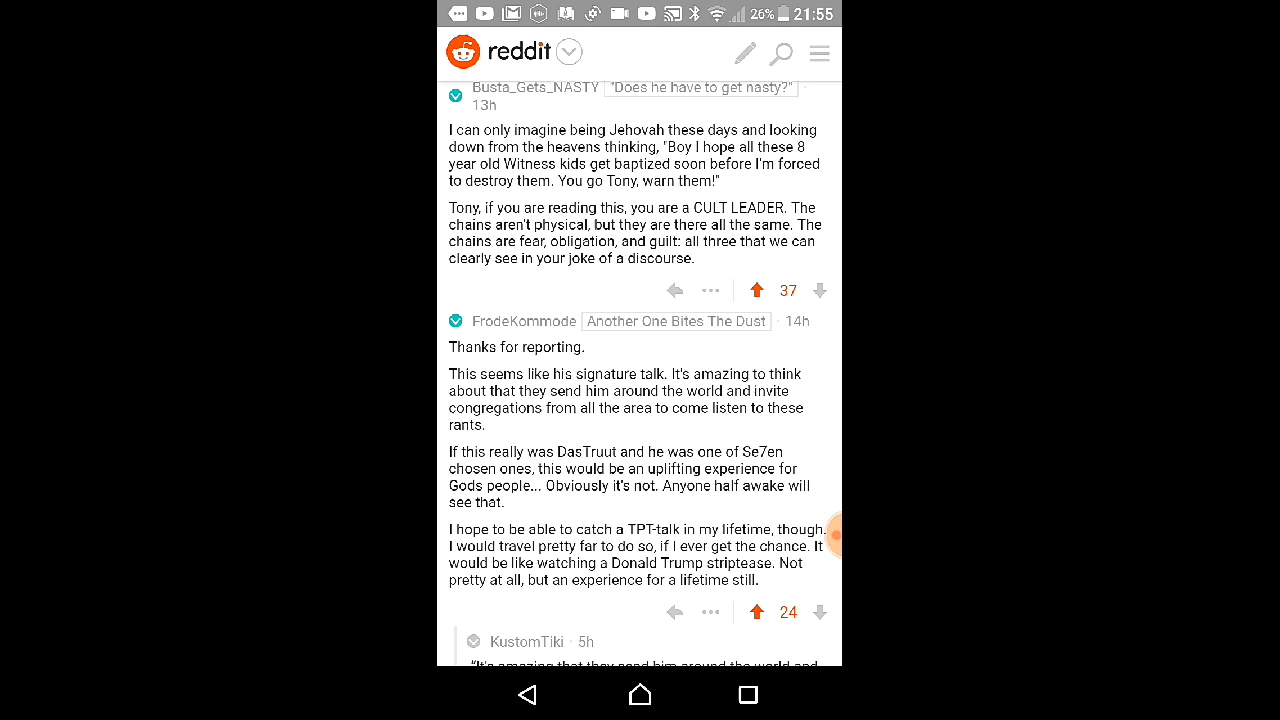 26% 21:55
reddit
Busta_Gets_NASTY "Does he have to get nasty?" ·
13h
I can only imagine being Jehovah these days and looking
down from the heavens thinking, "Boy I hope all these 8
year old Witness kids get baptized soon before I'm forced
to destroy them. You go Tony, warn them!"
Tony, if you are reading this, you are a CULT LEADER. The
chains aren't physical, but they are there all the same. The
chains are fear, obligation, and guilt: all three that we can
clearly see in your joke of a discourse.
37
FrodeKommode Another One Bites The Dust · 14h
Thanks for reporting.
This seems like his signature talk. It's amazing to think
about that they send him around the world and invite
congregations from all the area to come listen to these
rants.
If this really was DasTruut and he was one of Se7en
chosen ones, this would be an uplifting experience for
Gods people... Obviously it's not. Anyone half awake will
see that.
I hope to be able to catch a TPT-talk in my lifetime, though.
I would travel pretty far to do so, if I ever get the chance. It
would be like watching a Donald Trump striptease. Not
pretty at all, but an experience for a lifetime still.
24
KustomTiki · 5h
"It's amazing that they send him around the world and